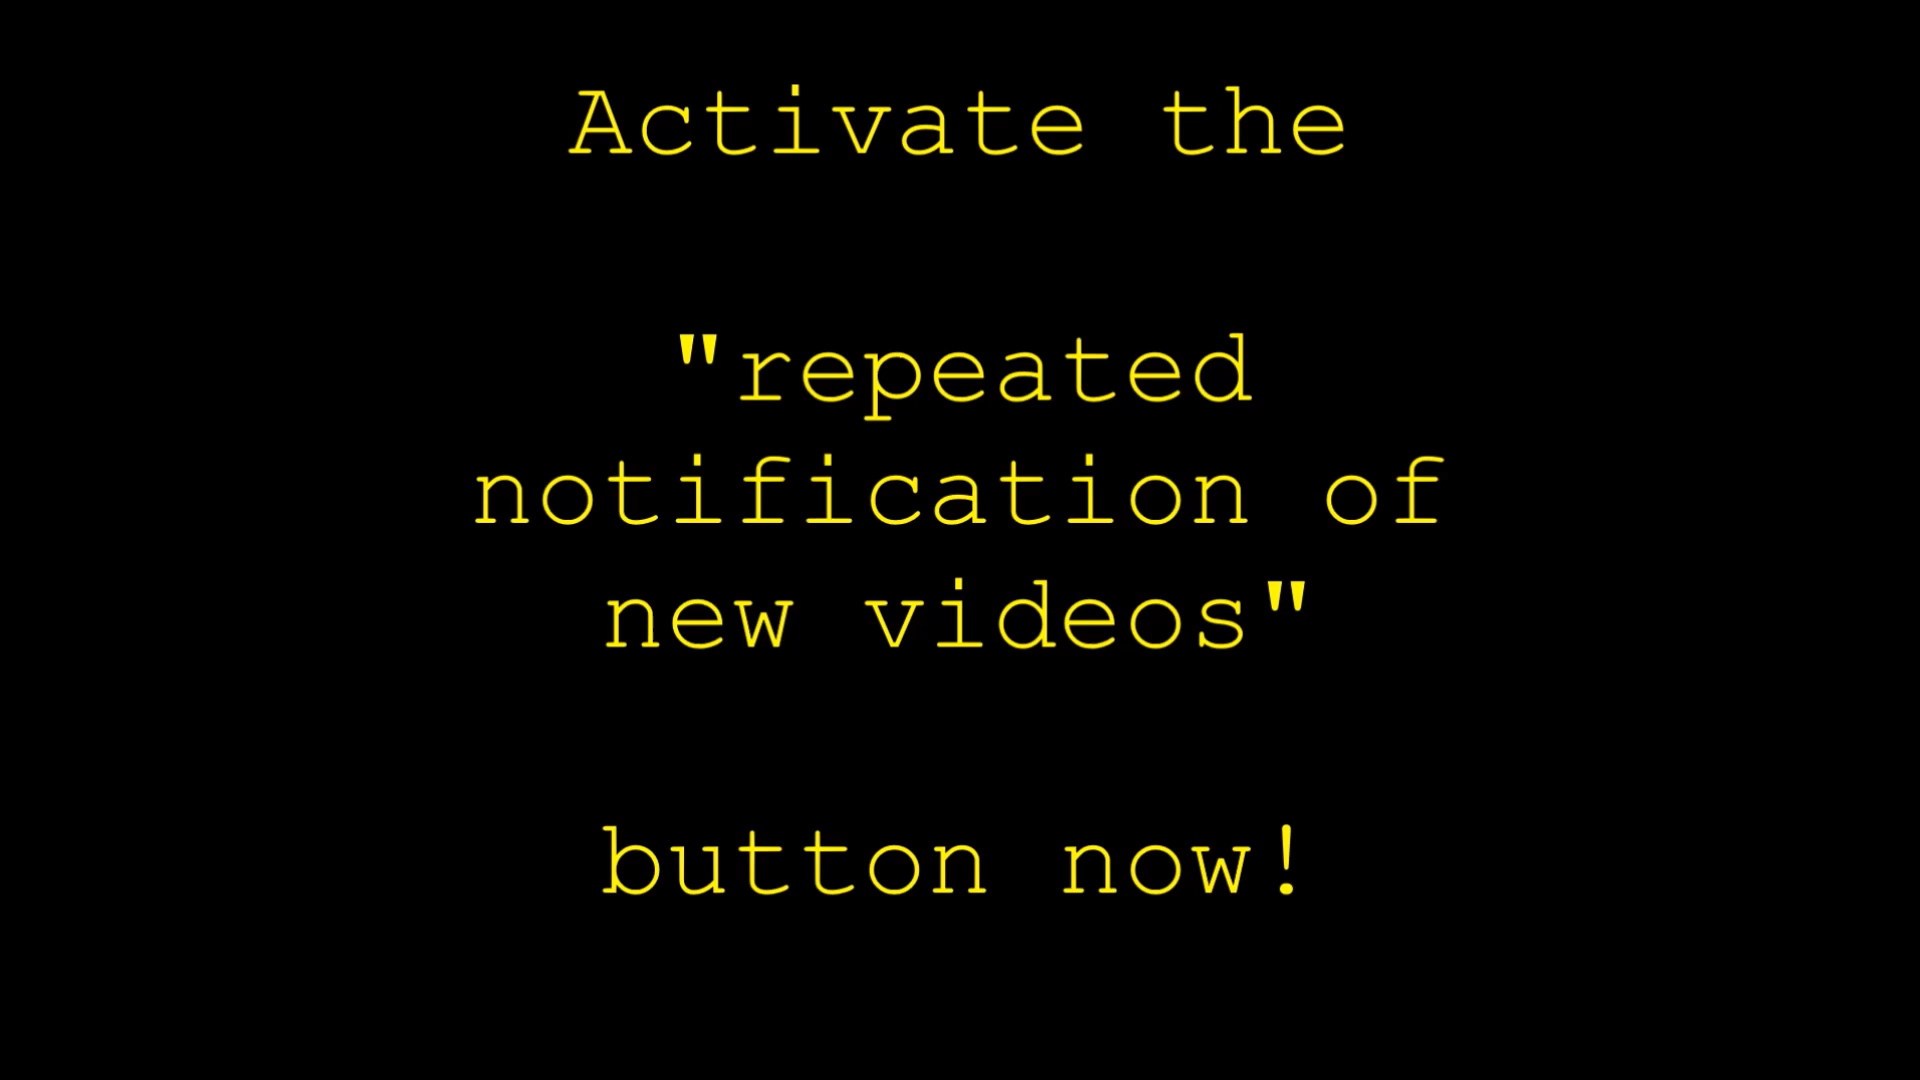 Activate the
"repeated
notification of
new videos"
button now!